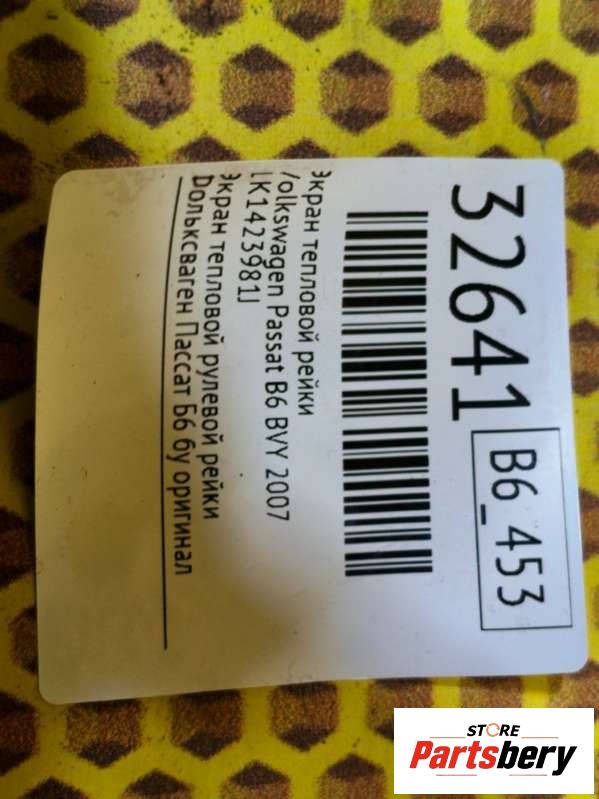 32641
B6_453
Экран тепловой рейки
Volkswagen Passat B6 BVY 2007
1K1423981J
Экран тепловой рулевой рейки
Фольксваген Пассат Б6 бу оригинал
STORE
Partsbery